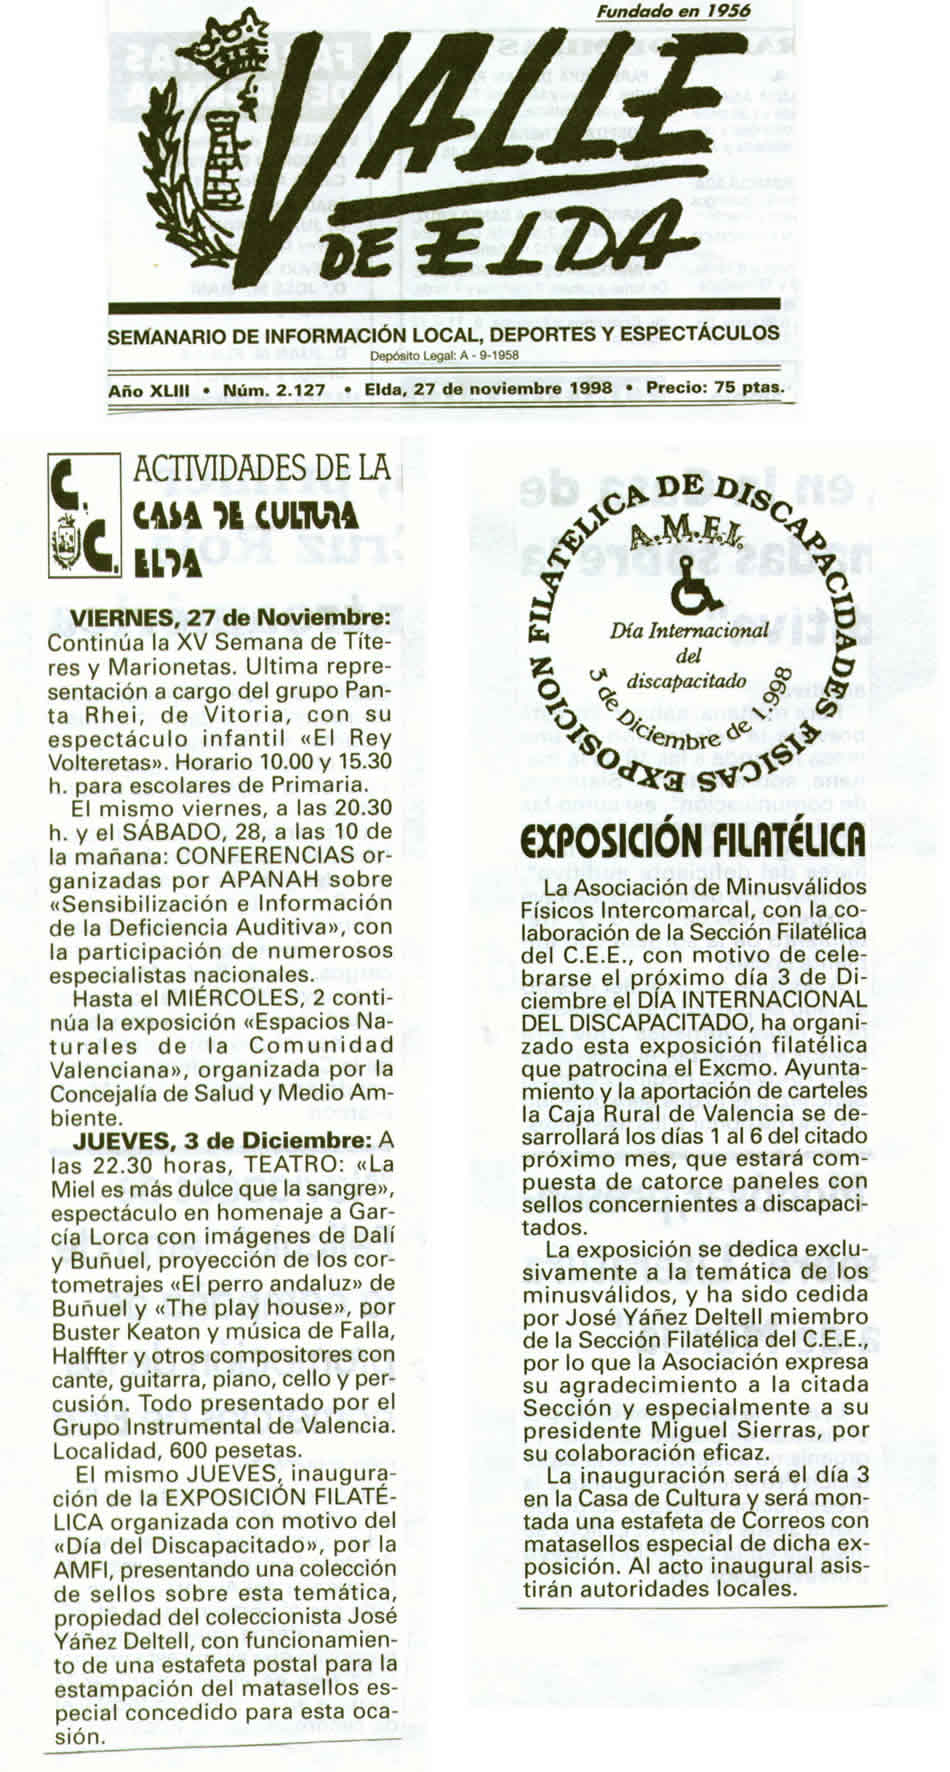 Fundado en 1956
VALLE
DE ELDA
SEMANARIO DE INFORMACIÓN LOCAL, DEPORTES Y ESPECTÁCULOS
Depósito Legal: A - 9-1958
Año XLIII • Núm. 2.127 • Elda, 27 de noviembre 1998 • Precio: 75 ptas.
C.
C.
ACTIVIDADES DE LA
CASA DE CULTURA
ELDA
VIERNES, 27 de Noviembre:
Continúa la XV Semana de Títe-
res y Marionetas. Ultima repre-
sentación a cargo del grupo Pan-
ta Rhei, de Vitoria, con su
espectáculo infantil «El Rey
Volteretas». Horario 10.00 y 15.30
h. para escolares de Primaria.
El mismo viernes, a las 20.30
h. y el SÁBADO, 28, a las 10 de
la mañana: CONFERENCIAS or-
ganizadas por APANAH sobre
«Sensibilización e Información
de la Deficiencia Auditiva», con
la participación de numerosos
especialistas nacionales.
Hasta el MIÉRCOLES, 2 conti-
núa la exposición «Espacios Na-
turales de la Comunidad
Valenciana», organizada por la
Concejalía de Salud y Medio Am-
biente.
JUEVES, 3 de Diciembre: A
las 22.30 horas, TEATRO: «La
Miel es más dulce que la sangre»,
espectáculo en homenaje a Gar-
cía Lorca con imágenes de Dalí
y Buñuel, proyección de los cor-
tometrajes «El perro andaluz» de
Buñuel y «The play house», por
Buster Keaton y música de Falla,
Halffter y otros compositores con
cante, guitarra, piano, cello y per-
cusión. Todo presentado por el
Grupo Instrumental de Valencia.
Localidad, 600 pesetas.
El mismo JUEVES, inaugura-
ción de la EXPOSICIÓN FILATÉ-
LICA organizada con motivo del
«Día del Discapacitado», por la
AMFI, presentando una colección
de sellos sobre esta temática,
propiedad del coleccionista José
Yáñez Deltell, con funcionamien-
to de una estafeta postal para la
estampación del matasellos es-
pecial concedido para esta oca-
sión.
EXPOSICION FILATELICA DE DISCAPACIDADES FISICAS
A.M.F.I.
Día Internacional
del
discapacitado
3 de Diciembre de 1.998
EXPOSICIÓN FILATÉLICA
La Asociación de Minusválidos
Físicos Intercomarcal, con la co-
laboración de la Sección Filatélica
del C.E.E., con motivo de cele-
brarse el próximo día 3 de Di-
ciembre el DÍA INTERNACIONAL
DEL DISCAPACITADO, ha organi-
zado esta exposición filatélica
que patrocina el Excmo. Ayunta-
miento y la aportación de carteles
la Caja Rural de Valencia se de-
sarrollará los días 1 al 6 del citado
próximo mes, que estará com-
puesta de catorce paneles con
sellos concernientes a discapaci-
tados.
La exposición se dedica exclu-
sivamente a la temática de los
minusválidos, y ha sido cedida
por José Yáñez Deltell miembro
de la Sección Filatélica del C.E.E.,
por lo que la Asociación expresa
su agradecimiento a la citada
Sección y especialmente a su
presidente Miguel Sierras, por
su colaboración eficaz.
La inauguración será el día 3
en la Casa de Cultura y será mon-
tada una estafeta de Correos con
matasellos especial de dicha ex-
posición. Al acto inaugural asis-
tirán autoridades locales.